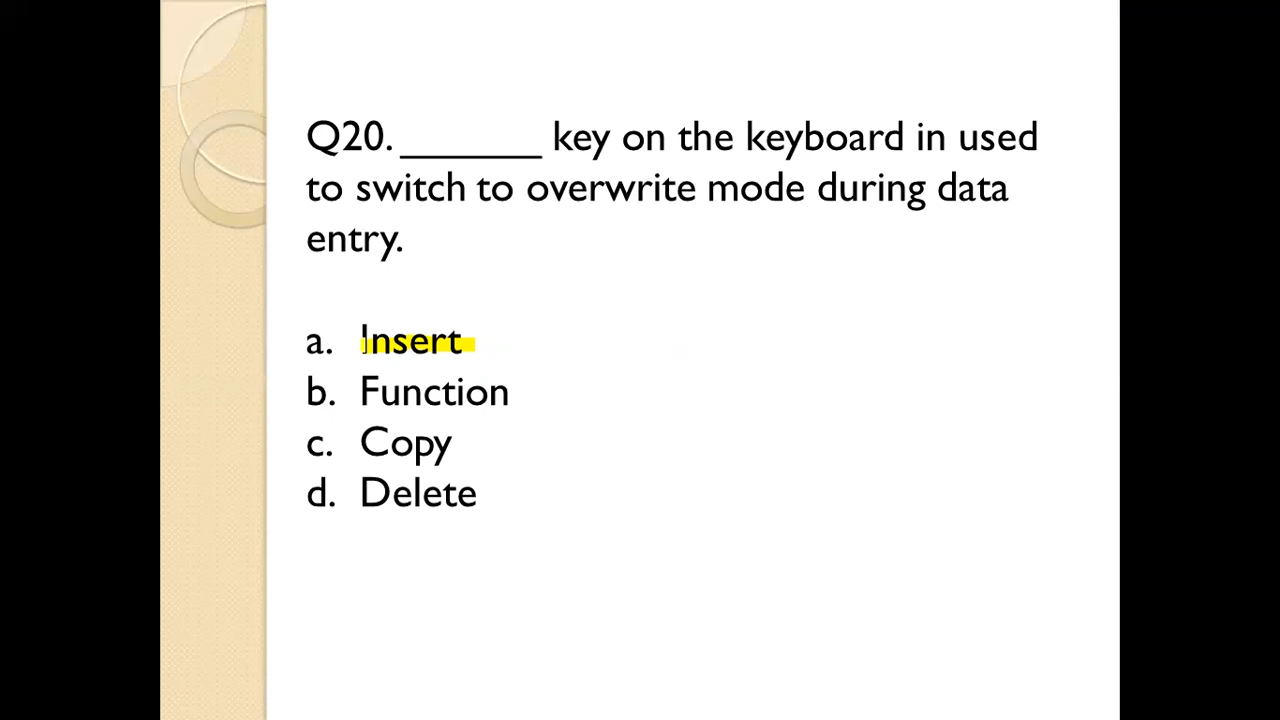 Q20. _______ key on the keyboard in used
to switch to overwrite mode during data
entry.
a. Insert
b. Function
c. Copy
d. Delete